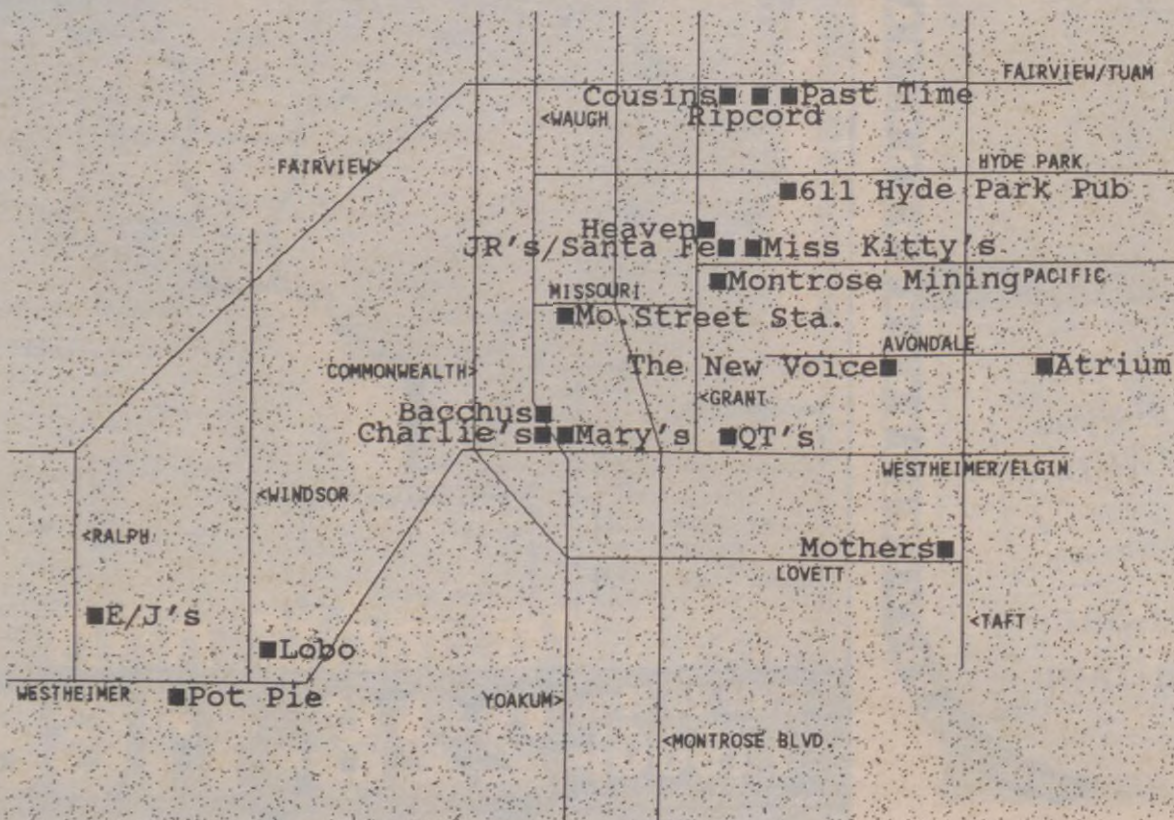 FAIRVIEW/TUAM
Cousins■ ■ ■Past Time
<WAUGH
Ripcord
FAIRVIEW>
HYDE PARK
■611 Hyde Park Pub
Heaven■
JR's/Santa Fe■ ■Miss Kitty's
■Montrose Mining
PACIFIC
MISSOURI
■Mo. Street Sta.
AVONDALE
COMMONWEALTH>
The New Voice■
■Atrium
<GRANT
Bacchus■
Charlie's■ ■Mary's
■QT's
WESTHEIMER/ELGIN
<WINDSOR
<RALPH
Mothers■
LOVETT
■E/J's
<TAFT
■Lobo
WESTHEIMER
■Pot Pie
YOAKUM>
<MONTROSE BLVD.